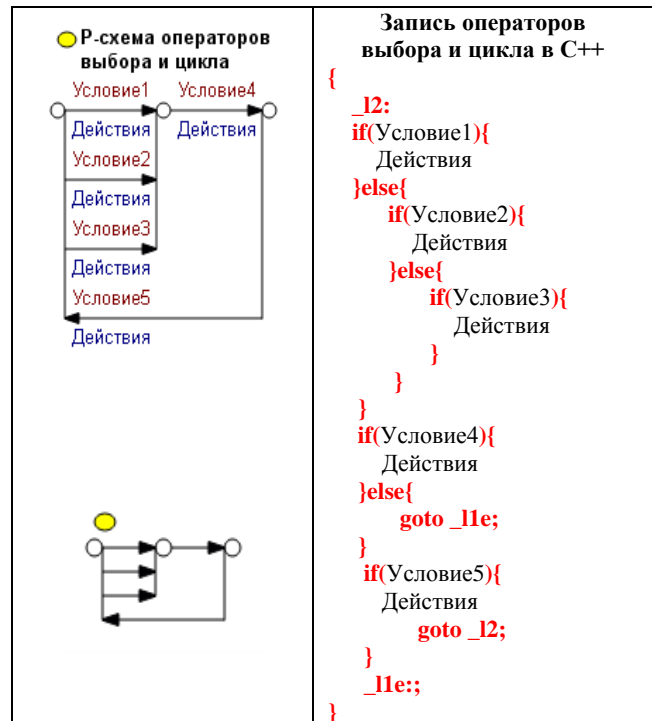 Р-схема операторов
выбора и цикла
Условие1 Условие4
Действия Действия
Условие2
Действия
Условие3
Действия
Условие5
Действия
Запись операторов
выбора и цикла в С++
{
_l2:
if(Условие1){
Действия
}else{
if(Условие2){
Действия
}else{
if(Условие3){
Действия
}
}
}
if(Условие4){
Действия
}else{
goto _l1e;
}
if(Условие5){
Действия
goto _l2;
}
_l1e:;
}